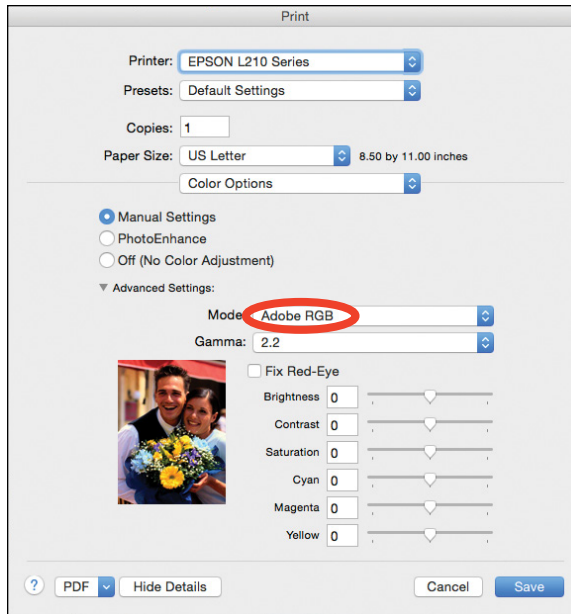 Print
Printer: EPSON L210 Series
Presets: Default Settings
Copies: 1
Paper Size: US Letter 8.50 by 11.00 inches
Color Options
Manual Settings
PhotoEnhance
Off (No Color Adjustment)
Advanced Settings:
Mode Adobe RGB
Gamma: 2.2
Fix Red-Eye
Brightness 0
Contrast 0
Saturation 0
Cyan 0
Magenta 0
Yellow 0
? PDF Hide Details Cancel Save